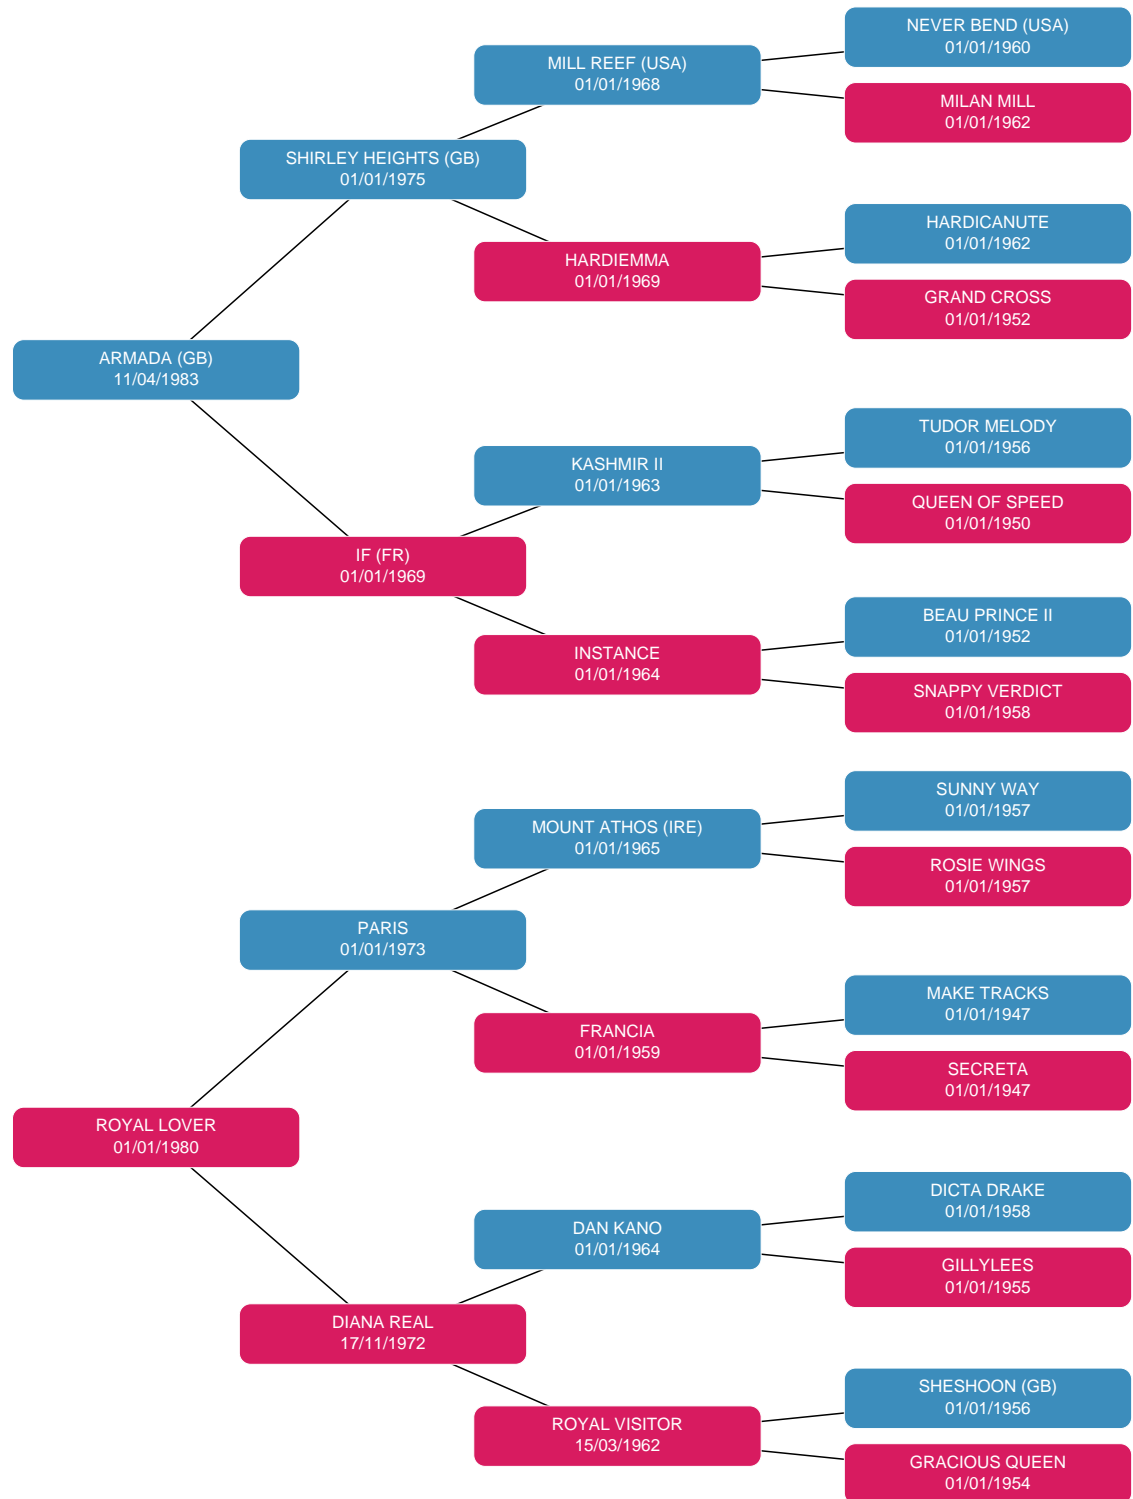 NEVER BEND (USA)
01/01/1960
MILL REEF (USA)
01/01/1968
MILAN MILL
01/01/1962
SHIRLEY HEIGHTS (GB)
01/01/1975
HARDICANUTE
01/01/1962
HARDIEMMA
01/01/1969
GRAND CROSS
01/01/1952
ARMADA (GB)
11/04/1983
TUDOR MELODY
01/01/1956
KASHMIR II
01/01/1963
QUEEN OF SPEED
01/01/1950
IF (FR)
01/01/1969
BEAU PRINCE II
01/01/1952
INSTANCE
01/01/1964
SNAPPY VERDICT
01/01/1958
SUNNY WAY
01/01/1957
MOUNT ATHOS (IRE)
01/01/1965
ROSIE WINGS
01/01/1957
PARIS
01/01/1973
MAKE TRACKS
01/01/1947
FRANCIA
01/01/1959
SECRETA
01/01/1947
ROYAL LOVER
01/01/1980
DICTA DRAKE
01/01/1958
DAN KANO
01/01/1964
GILLYLEES
01/01/1955
DIANA REAL
17/11/1972
SHESHOON (GB)
01/01/1956
ROYAL VISITOR
15/03/1962
GRACIOUS QUEEN
01/01/1954